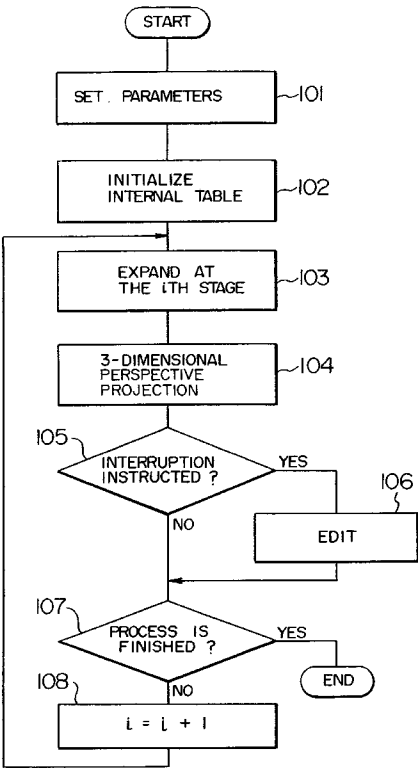 START
SET. PARAMETERS
101
INITIALIZE
INTERNAL TABLE
102
EXPAND AT
THE iTH STAGE
103
3-DIMENSIONAL
PERSPECTIVE
PROJECTION
104
105
INTERRUPTION
INSTRUCTED ?
YES
106
NO
EDIT
107
PROCESS IS
FINISHED ?
YES
END
NO
108
i = i + 1